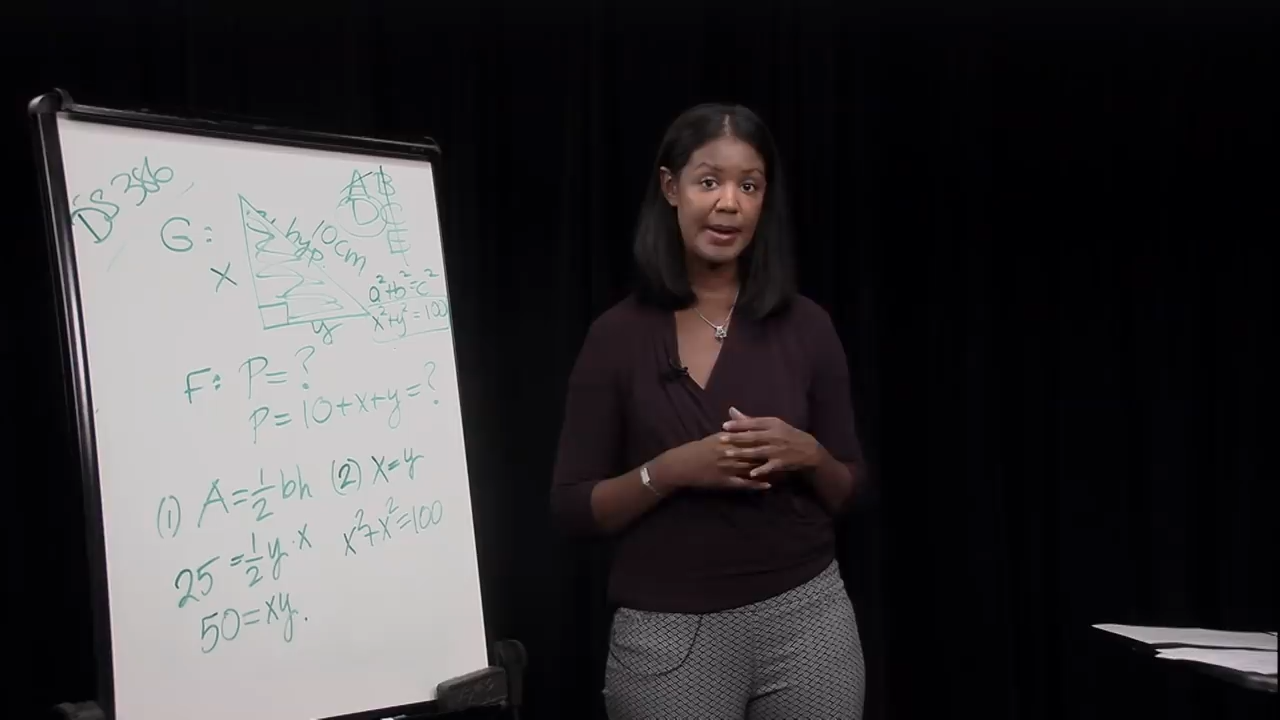 DS 386
A B
D C
E
G:
hyp. 10cm
x
y
a²+b²=c²
x²+y²=100
F: P=?
P=10+x+y=?
(1) A=½bh
25=½y·x
50=xy.
(2) x=y
x²+x²=100